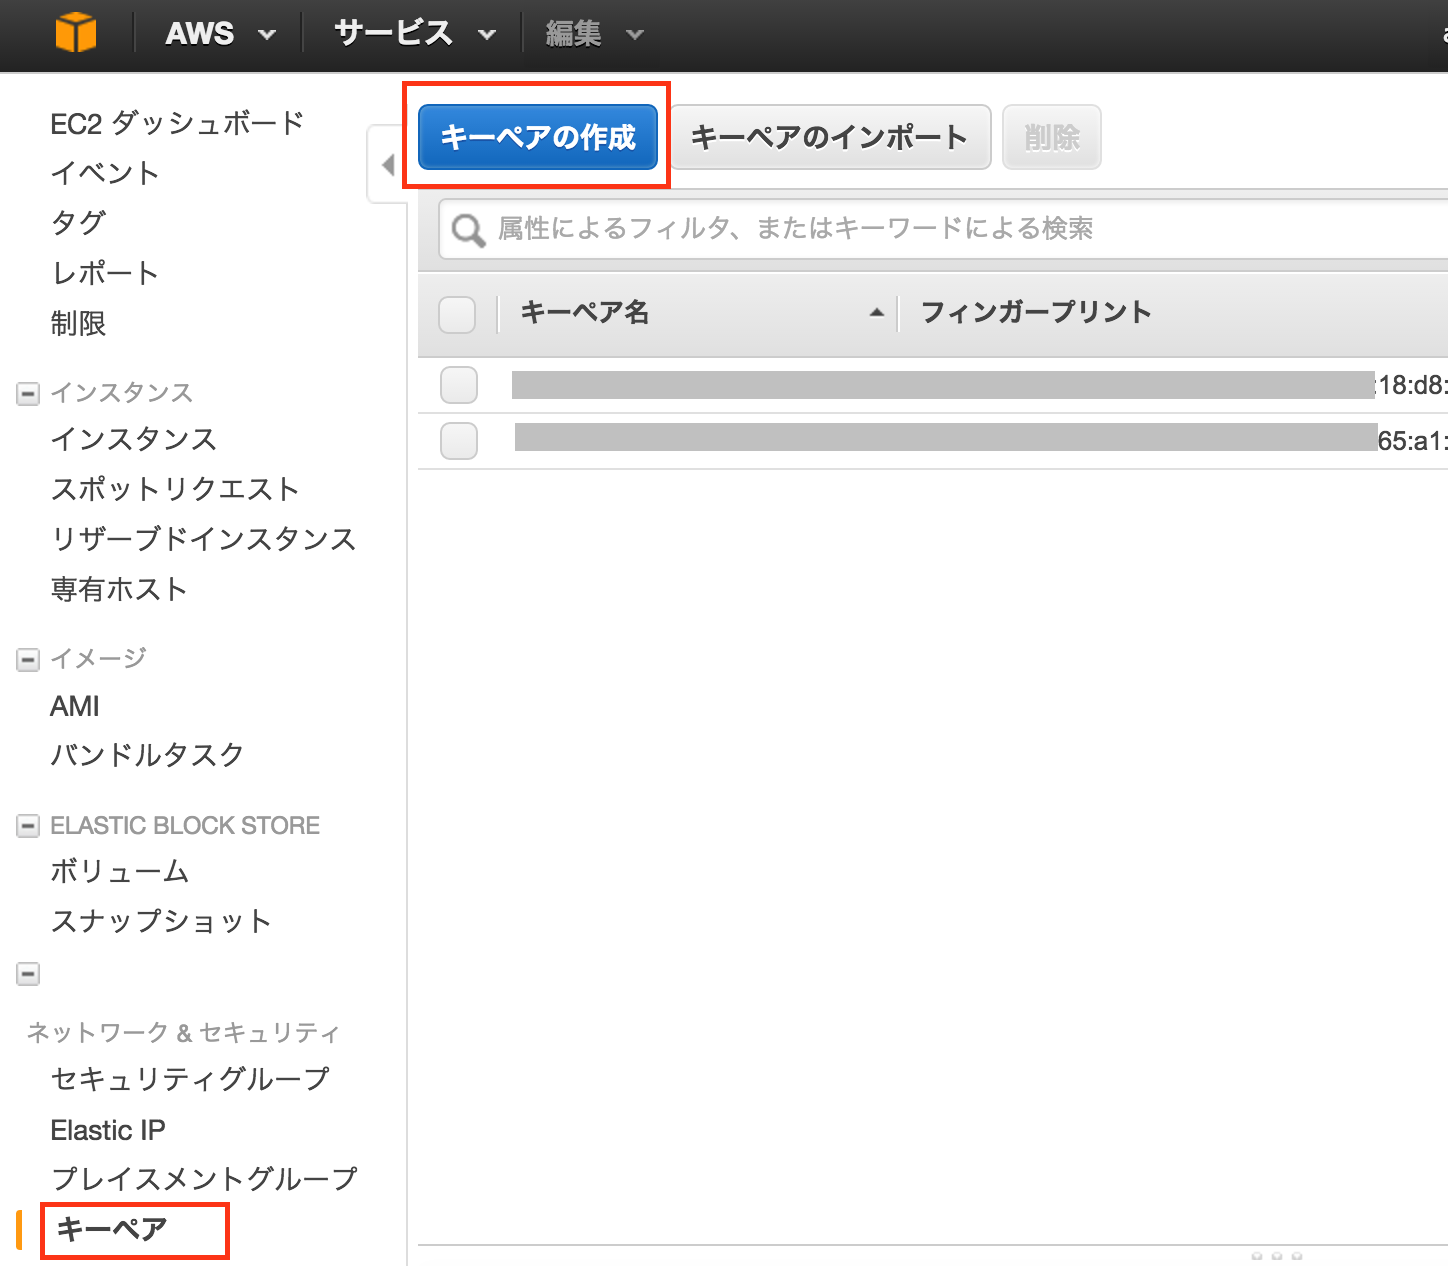 AWS サービス 編集
EC2 ダッシュボード
イベント
タグ
レポート
制限
インスタンス
インスタンス
スポットリクエスト
リザーブドインスタンス
専有ホスト
イメージ
AMI
バンドルタスク
ELASTIC BLOCK STORE
ボリューム
スナップショット
ネットワーク & セキュリティ
セキュリティグループ
Elastic IP
プレイスメントグループ
キーペア
キーペアの作成 キーペアのインポート 削除
属性によるフィルタ、またはキーワードによる検索
キーペア名 フィンガープリント
:18:d8:
65:a1: